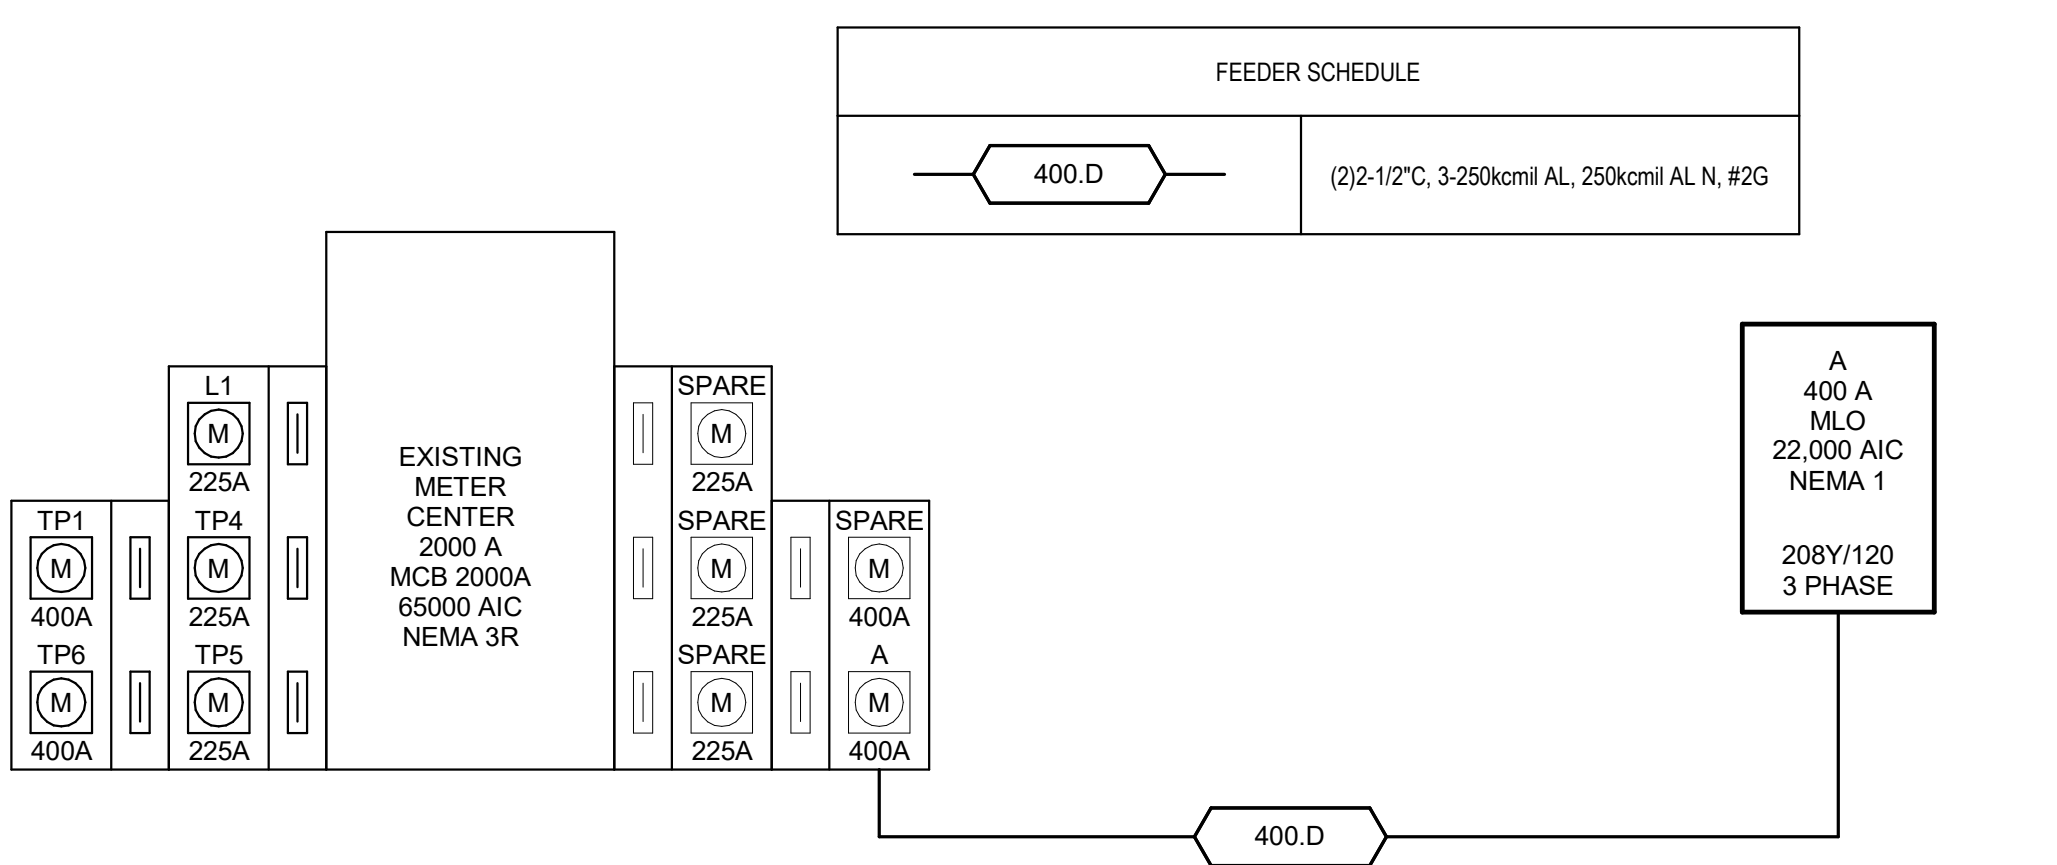 FEEDER SCHEDULE
400.D
(2)2-1/2"C, 3-250kcmil AL, 250kcmil AL N, #2G
L1
M
225A
TP1
M
400A
TP4
M
225A
TP6
M
400A
TP5
M
225A
EXISTING
METER
CENTER
2000 A
MCB 2000A
65000 AIC
NEMA 3R
SPARE
M
225A
SPARE
M
225A
SPARE
M
400A
SPARE
M
225A
A
M
400A
A
400 A
MLO
22,000 AIC
NEMA 1
208Y/120
3 PHASE
400.D